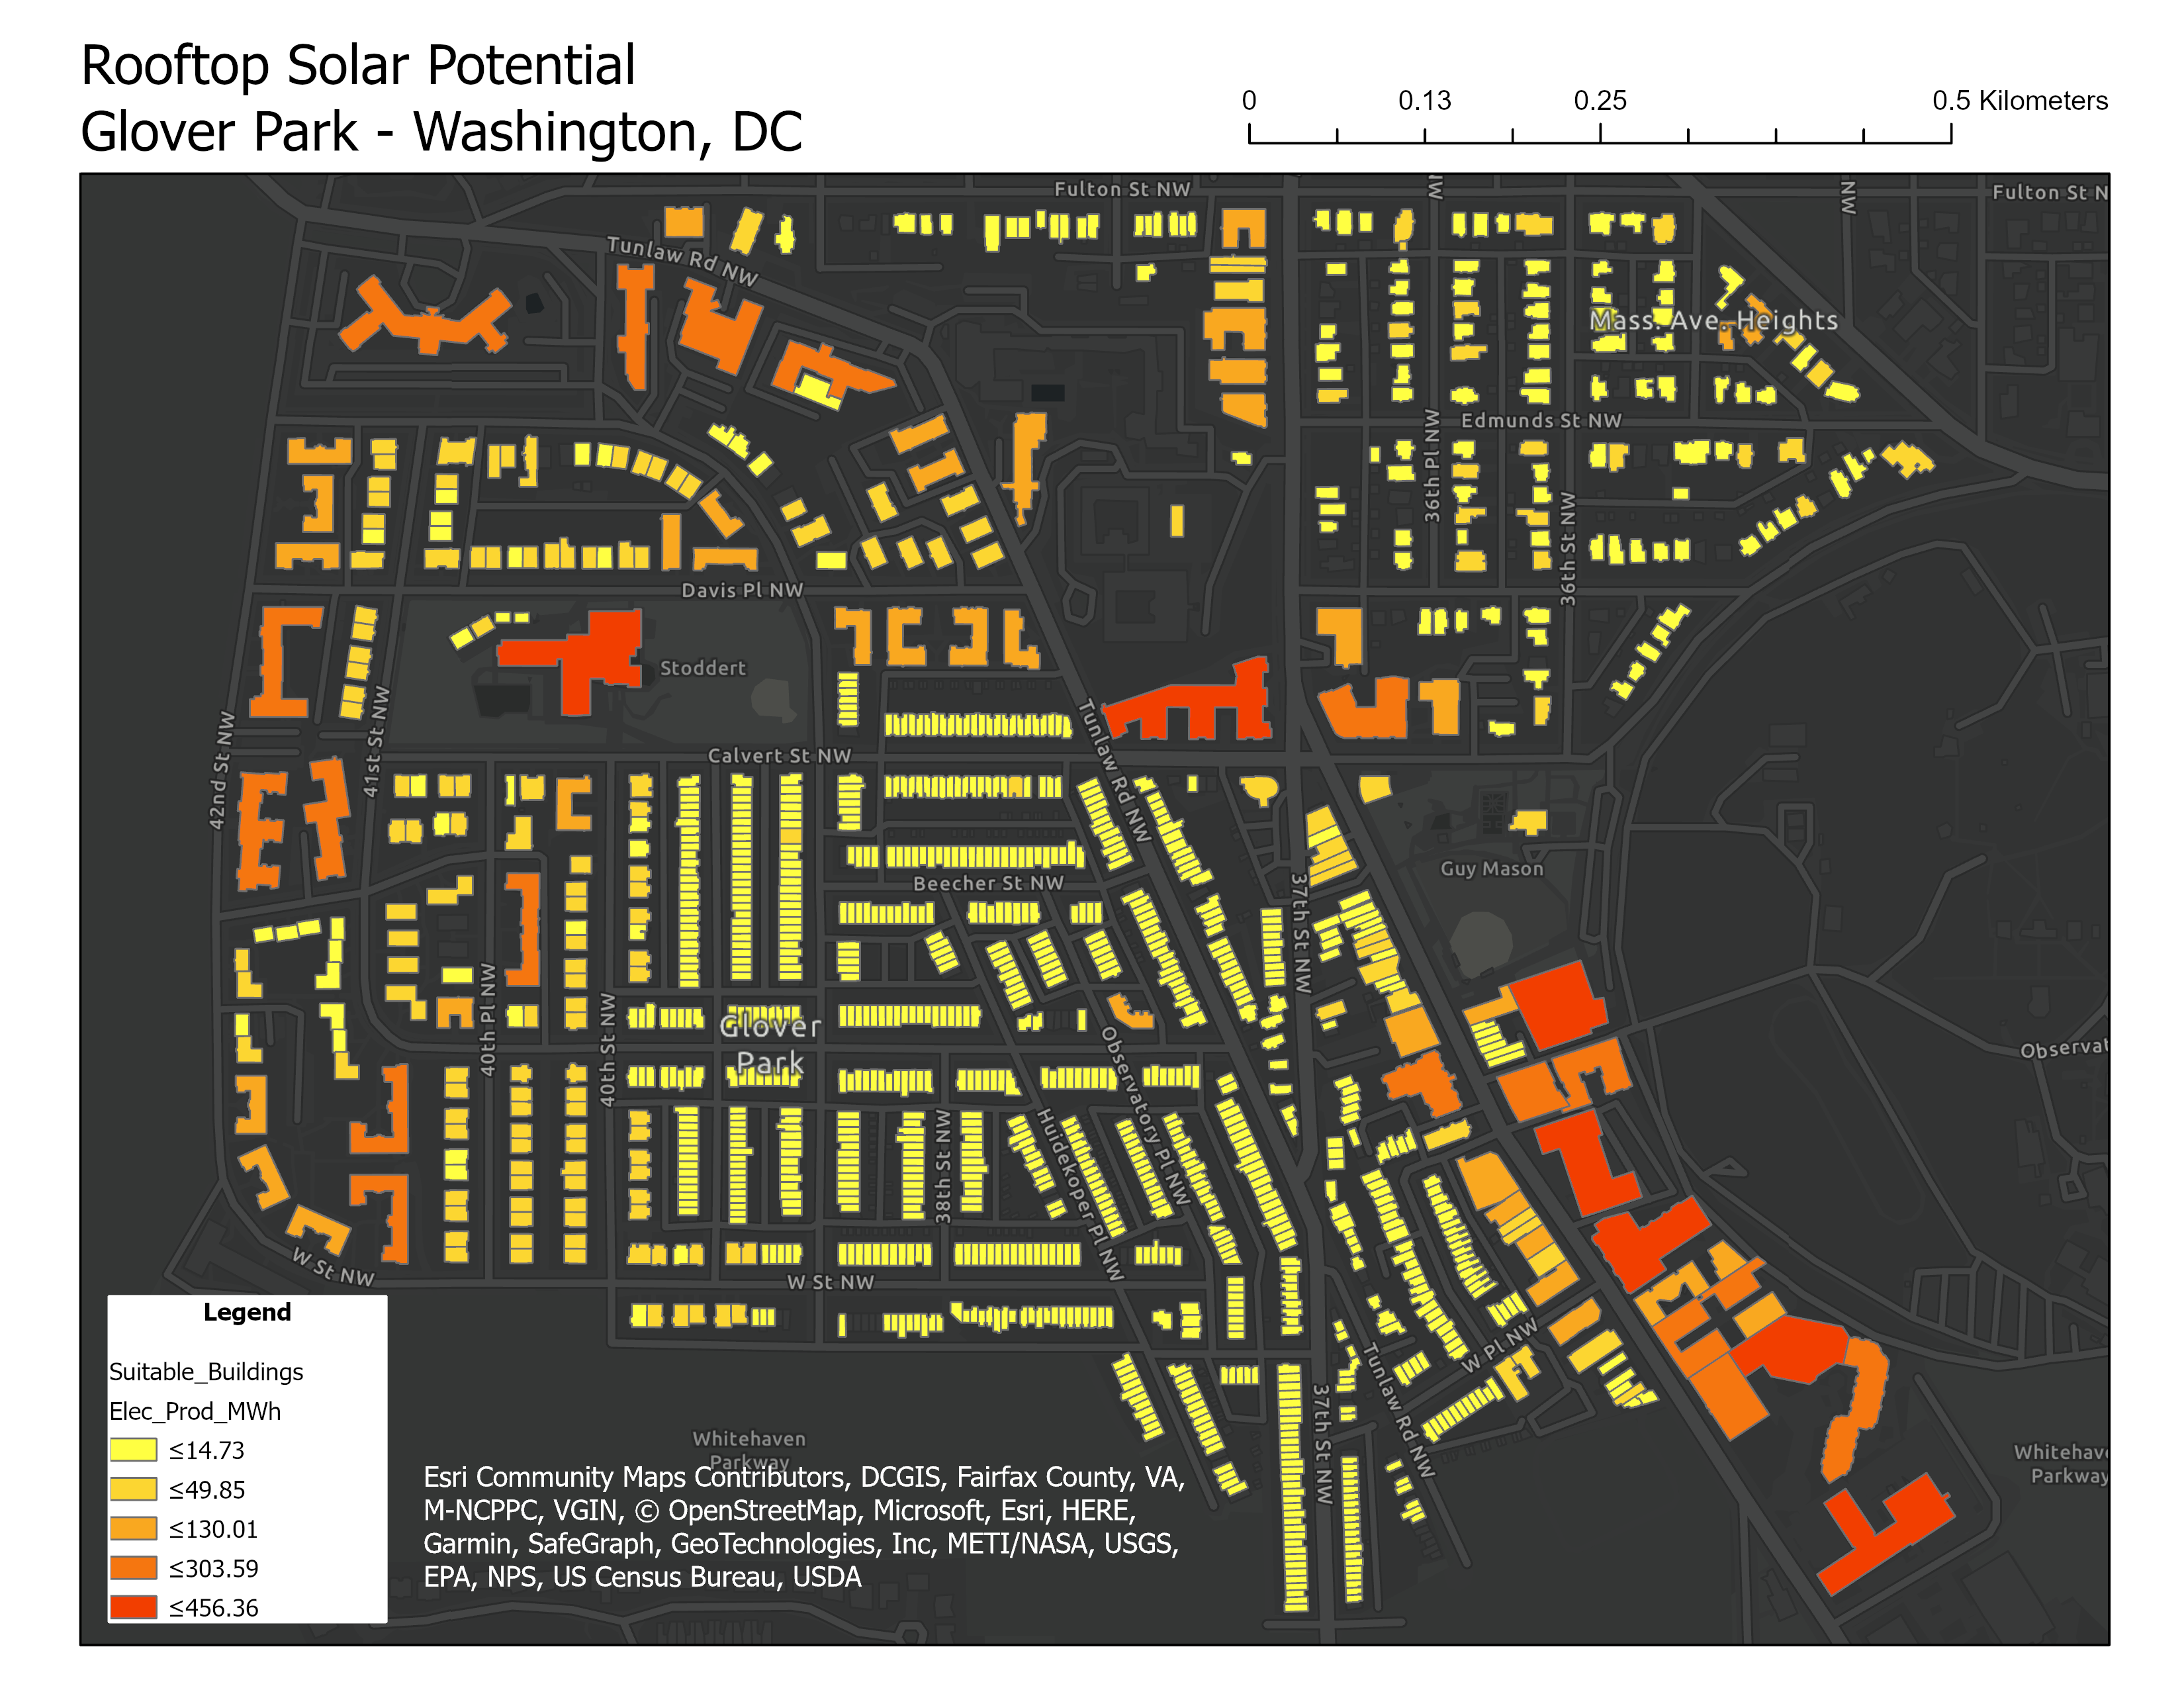 Rooftop Solar Potential
Glover Park - Washington, DC
0 0.13 0.25 0.5 Kilometers
Fulton St NW
NW
NW
Fulton St N
Tunlaw Rd NW
Mass. Ave. Heights
Edmunds St NW
36th Pl NW
36th St NW
Davis Pl NW
Stoddert
41st St NW
42nd St NW
Tunlaw Rd NW
Calvert St NW
Guy Mason
Beecher St NW
37th St NW
40th Pl NW
40th St NW
Glover
Park
Observatory Pl NW
Observat
Huidekoper Pl NW
38th St NW
W St NW
W St NW
W Pl NW
Tunlaw Rd NW
37th St NW
Whitehaven
Parkway
Whitehave
Parkway
Legend
Suitable_Buildings
Elec_Prod_MWh
≤14.73
≤49.85
≤130.01
≤303.59
≤456.36
Esri Community Maps Contributors, DCGIS, Fairfax County, VA,
M-NCPPC, VGIN, © OpenStreetMap, Microsoft, Esri, HERE,
Garmin, SafeGraph, GeoTechnologies, Inc, METI/NASA, USGS,
EPA, NPS, US Census Bureau, USDA